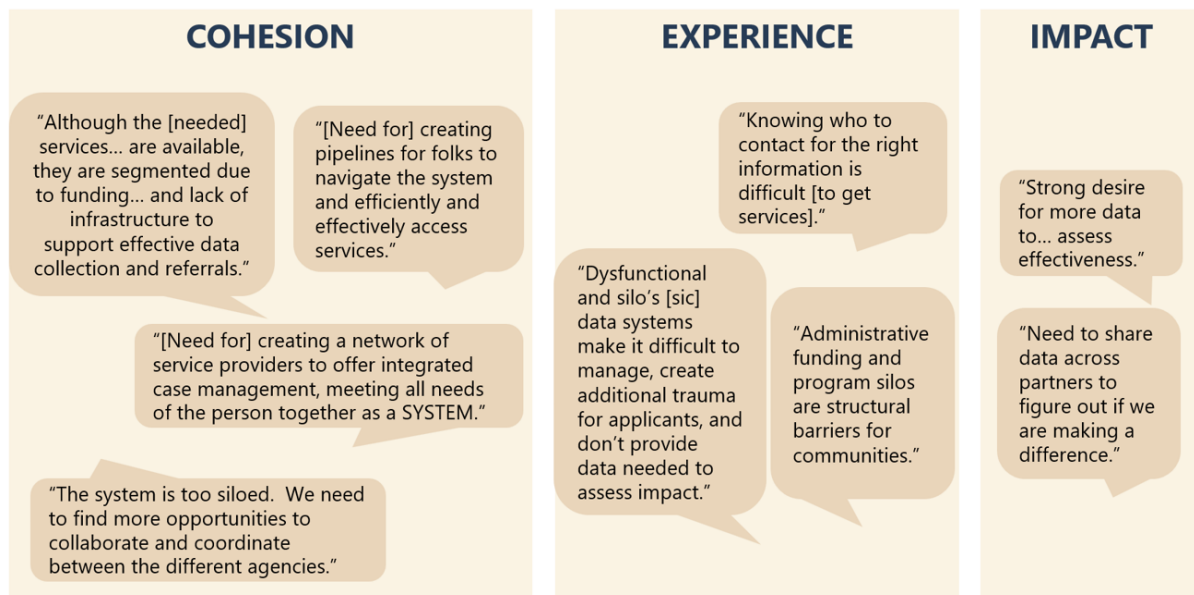 COHESION
“Although the [needed]
services... are available,
they are segmented due
to funding... and lack of
infrastructure to
support effective data
collection and referrals.”
“[Need for] creating
pipelines for folks to
navigate the system
and efficiently and
effectively access
services.”
“[Need for] creating a network of
service providers to offer integrated
case management, meeting all needs
of the person together as a SYSTEM.”
“The system is too siloed.  We need
to find more opportunities to
collaborate and coordinate
between the different agencies.”
EXPERIENCE
“Knowing who to
contact for the right
information is
difficult [to get
services].”
“Dysfunctional
and silo’s [sic]
data systems
make it difficult to
manage, create
additional trauma
for applicants, and
don’t provide
data needed to
assess impact.”
“Administrative
funding and
program silos
are structural
barriers for
communities.”
IMPACT
“Strong desire
for more data
to... assess
effectiveness.”
“Need to share
data across
partners to
figure out if we
are making a
difference.”